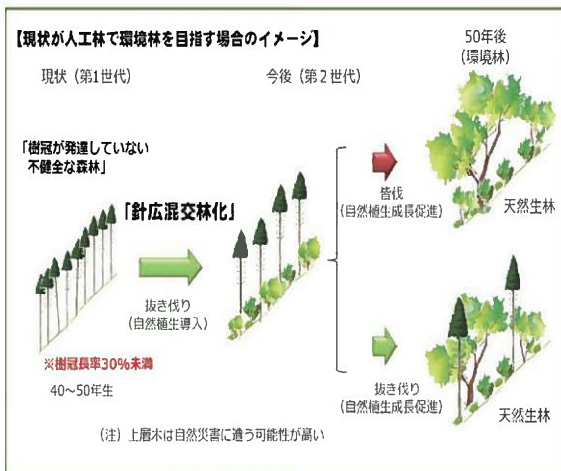 【現状が人工林で環境林を目指す場合のイメージ】
現状（第1世代）
今後（第２世代）
50年後
（環境林）
「樹冠が発達していない
不健全な森林」
「針広混交林化」
抜き伐り
（自然植生導入）
※樹冠長率30％未満
40～50年生
皆伐
（自然植生成長促進）
天然生林
抜き伐り
（自然植生成長促進）
天然生林
（注）上層木は自然災害に遭う可能性が高い